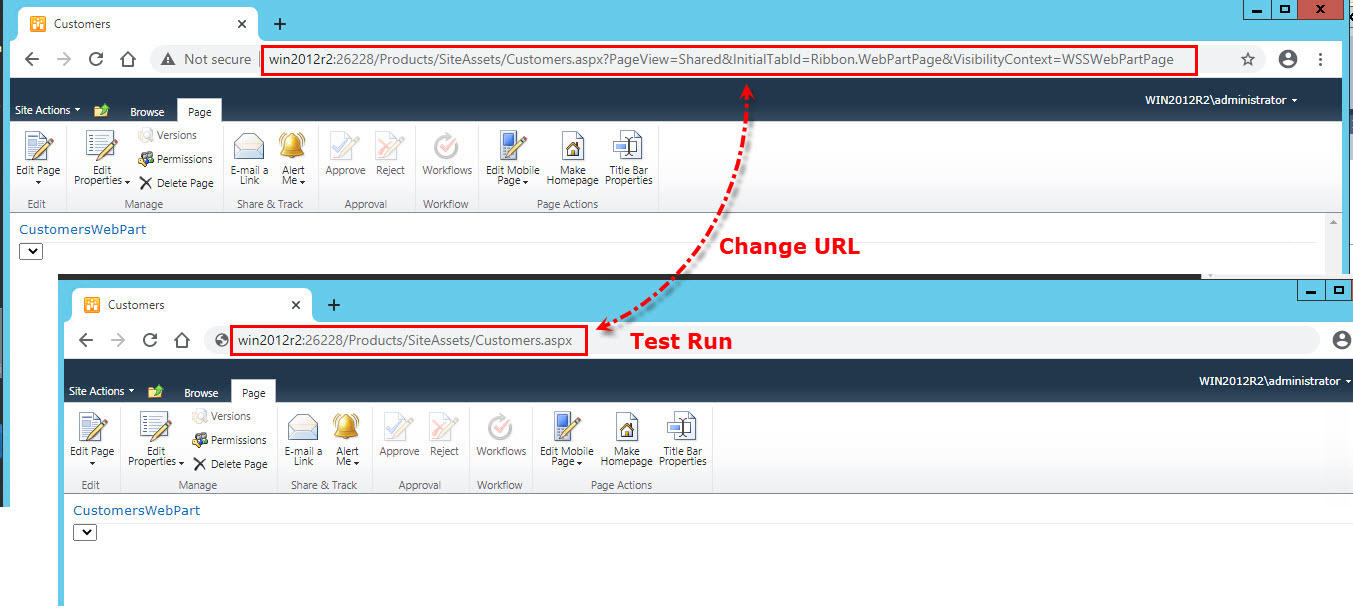 Customers
Not secure
win2012r2:26228/Products/SiteAssets/Customers.aspx?PageView=Shared&InitialTabId=Ribbon.WebPartPage&VisibilityContext=WSSWebPartPage
WIN2012R2\administrator
Site Actions Browse Page
Edit Page
Edit
Properties
Versions
Permissions
Delete Page
E-mail a
Link
Alert
Me
Approve
Reject
Workflows
Edit Mobile
Page
Make
Homepage
Title Bar
Properties
Edit Manage Share & Track Approval Workflow Page Actions
CustomersWebPart
Change URL
Customers
win2012r2:26228/Products/SiteAssets/Customers.aspx
Test Run
WIN2012R2\administrator
Site Actions Browse Page
Edit Page
Edit
Properties
Versions
Permissions
Delete Page
E-mail a
Link
Alert
Me
Approve
Reject
Workflows
Edit Mobile
Page
Make
Homepage
Title Bar
Properties
Edit Manage Share & Track Approval Workflow Page Actions
CustomersWebPart